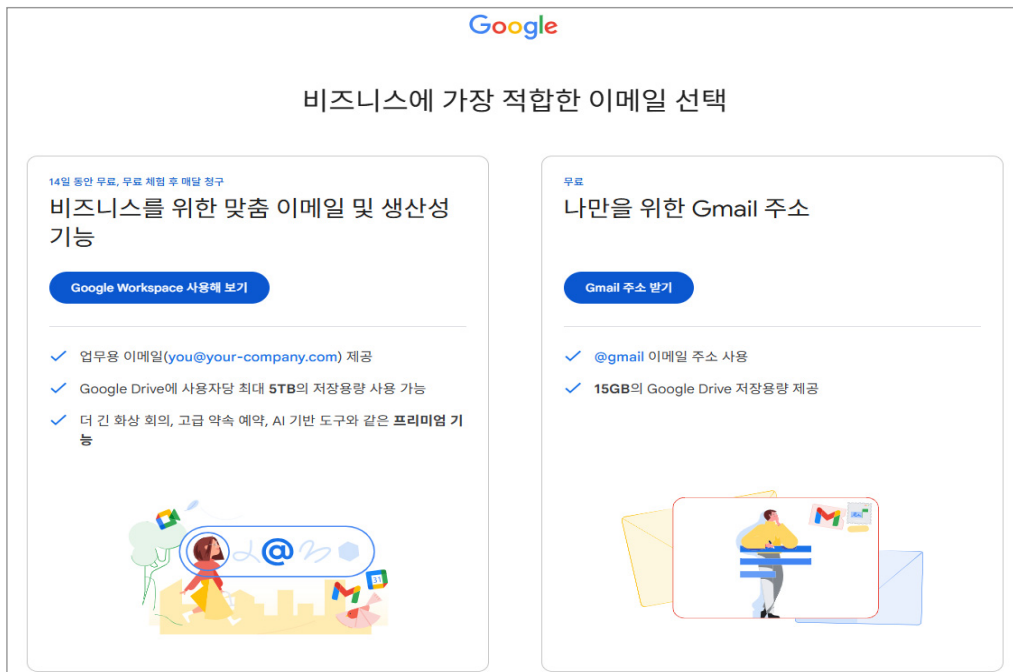 Google
비즈니스에 가장 적합한 이메일 선택
14일 동안 무료, 무료 체험 후 매달 청구
비즈니스를 위한 맞춤 이메일 및 생산성
기능
Google Workspace 사용해 보기
업무용 이메일(you@your-company.com) 제공
Google Drive에 사용자당 최대 5TB의 저장용량 사용 가능
더 긴 화상 회의, 고급 약속 예약, AI 기반 도구와 같은 프리미엄 기
능
@
31
무료
나만을 위한 Gmail 주소
Gmail 주소 받기
@gmail 이메일 주소 사용
15GB의 Google Drive 저장용량 제공